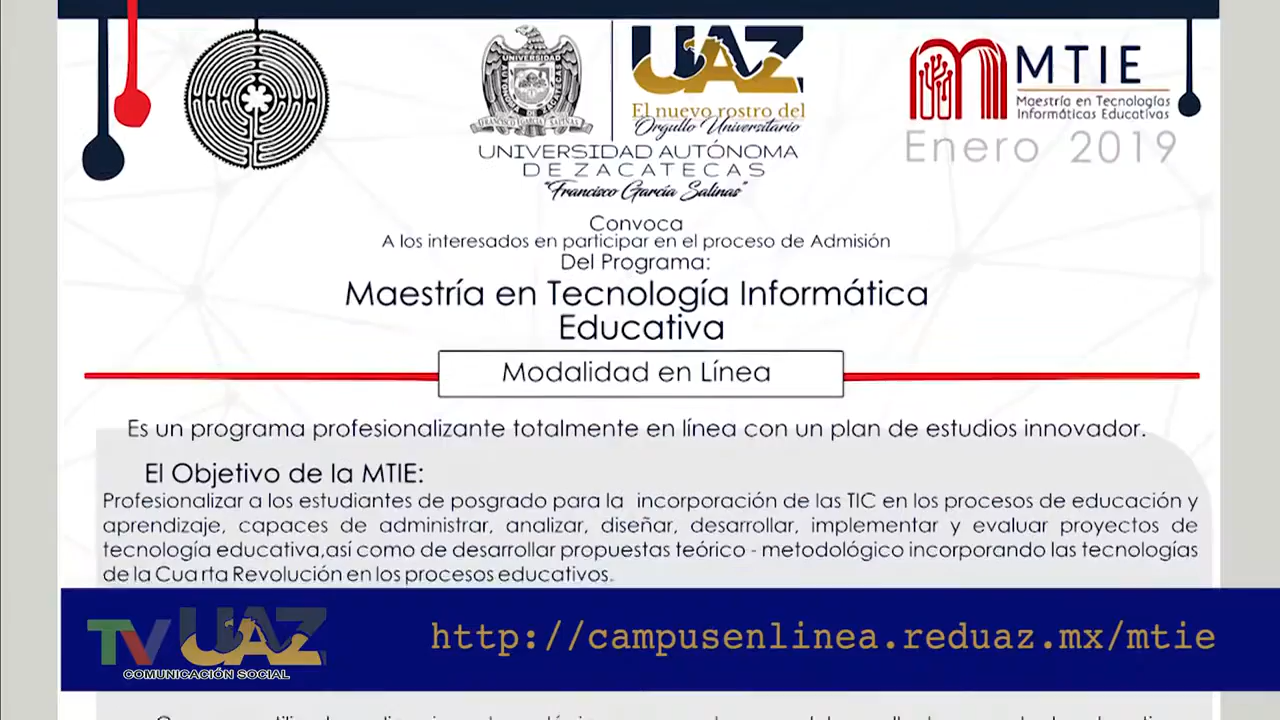 UNIVERSIDAD
FRANCISCO GARCÍA SALINAS
UAZ
El nuevo rostro del
Orgullo Universitario
UNIVERSIDAD AUTÓNOMA
DE ZACATECAS
"Francisco García Salinas"
MTIE
Maestría en Tecnologías
Informáticas Educativas
Enero 2019
Convoca
A los interesados en participar en el proceso de Admisión
Del Programa:
Maestría en Tecnología Informática
Educativa
Modalidad en Línea
Es un programa profesionalizante totalmente en línea con un plan de estudios innovador.
El Objetivo de la MTIE:
Profesionalizar a los estudiantes de posgrado para la incorporación de las TIC en los procesos de educación y
aprendizaje, capaces de administrar, analizar, diseñar, desarrollar, implementar y evaluar proyectos de
tecnología educativa,así como de desarrollar propuestas teórico - metodológico incorporando las tecnologías
de la Cuarta Revolución en los procesos educativos.
TV UAZ
COMUNICACIÓN SOCIAL
http://campusenlinea.reduaz.mx/mtie